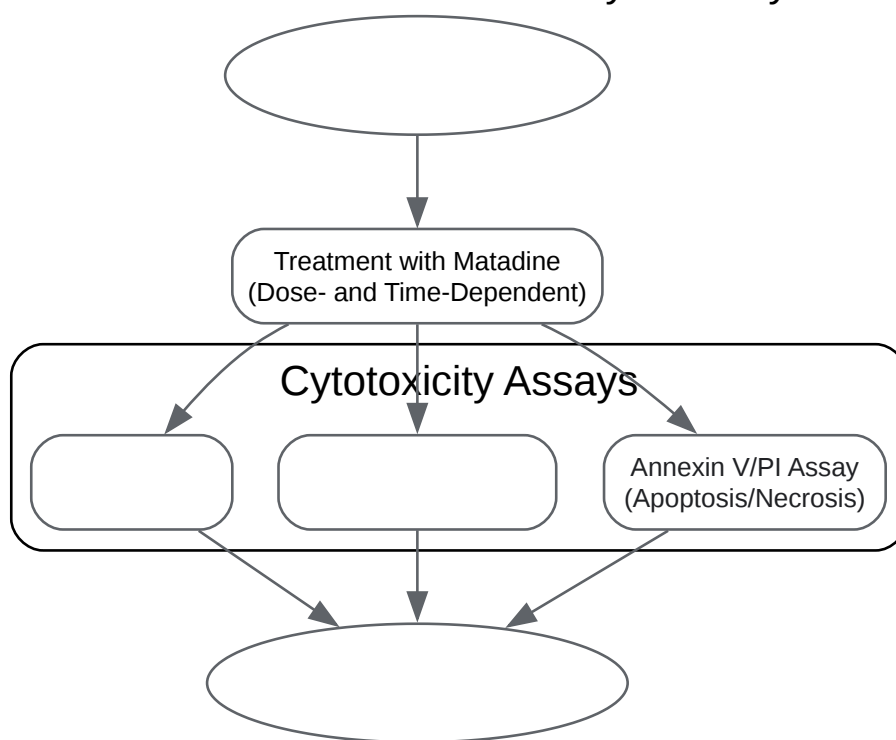 Treatment with Matadine
(Dose- and Time-Dependent)
Cytotoxicity Assays
Annexin V/PI Assay
(Apoptosis/Necrosis)